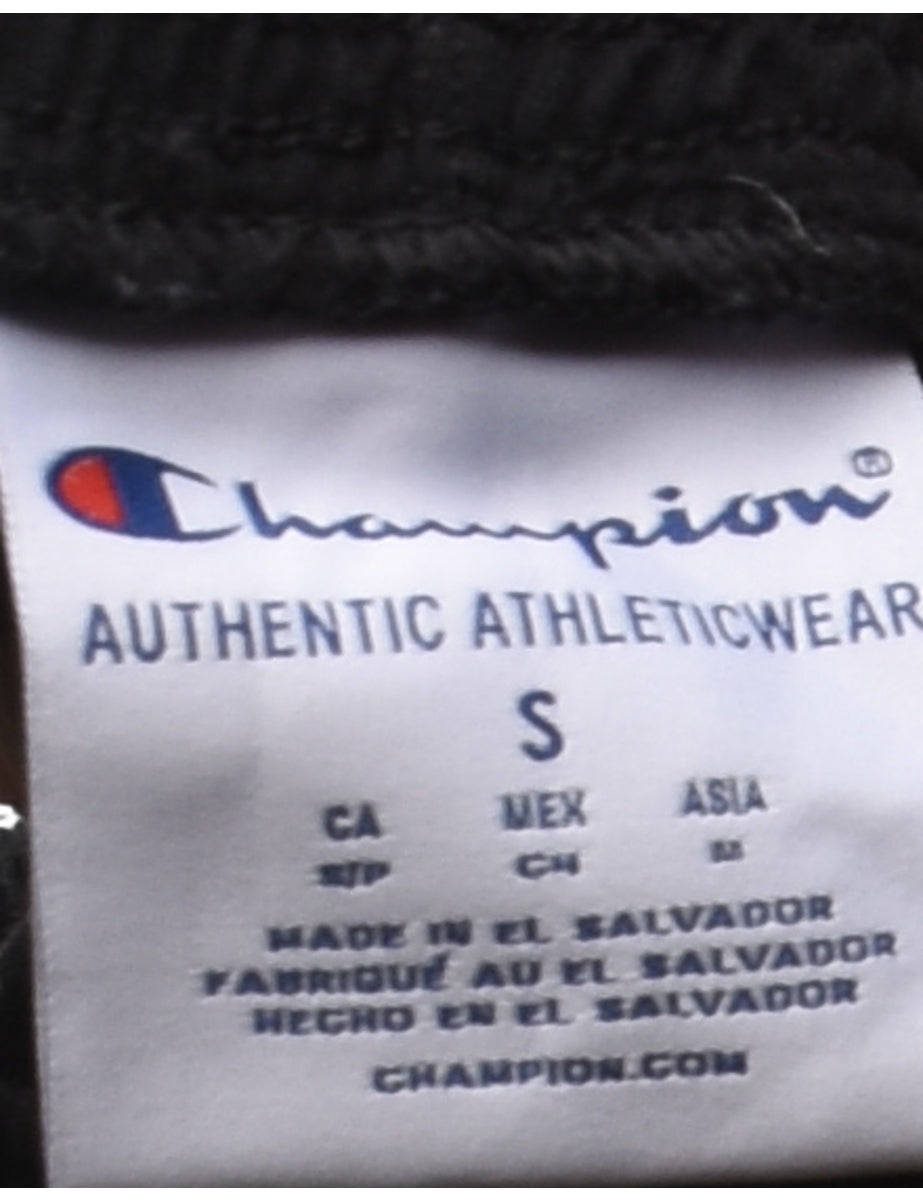 Champion®
AUTHENTIC ATHLETICWEAR
S
CA MEX ASIA
S/P CH M
MADE IN EL SALVADOR
FABRIQUÉ AU EL SALVADOR
HECHO EN EL SALVADOR
CHAMPION.COM